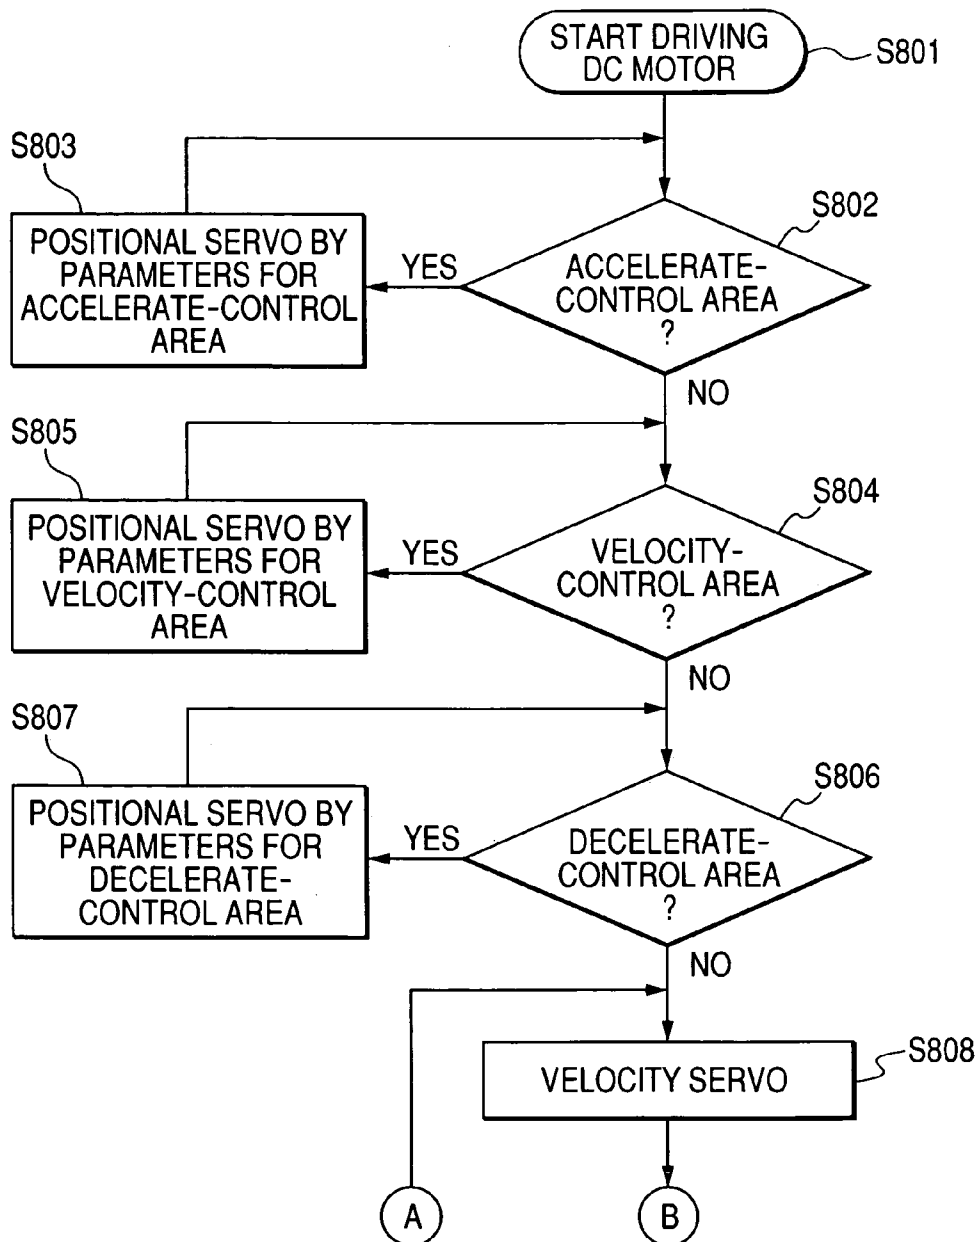 START DRIVING
DC MOTOR
S801
S803
S802
POSITIONAL SERVO BY
PARAMETERS FOR
ACCELERATE-CONTROL
AREA
YES
ACCELERATE-
CONTROL AREA
?
NO
S805
S804
POSITIONAL SERVO BY
PARAMETERS FOR
VELOCITY-CONTROL
AREA
YES
VELOCITY-
CONTROL AREA
?
NO
S807
S806
POSITIONAL SERVO BY
PARAMETERS FOR
DECELERATE-
CONTROL AREA
YES
DECELERATE-
CONTROL AREA
?
NO
S808
VELOCITY SERVO
A
B